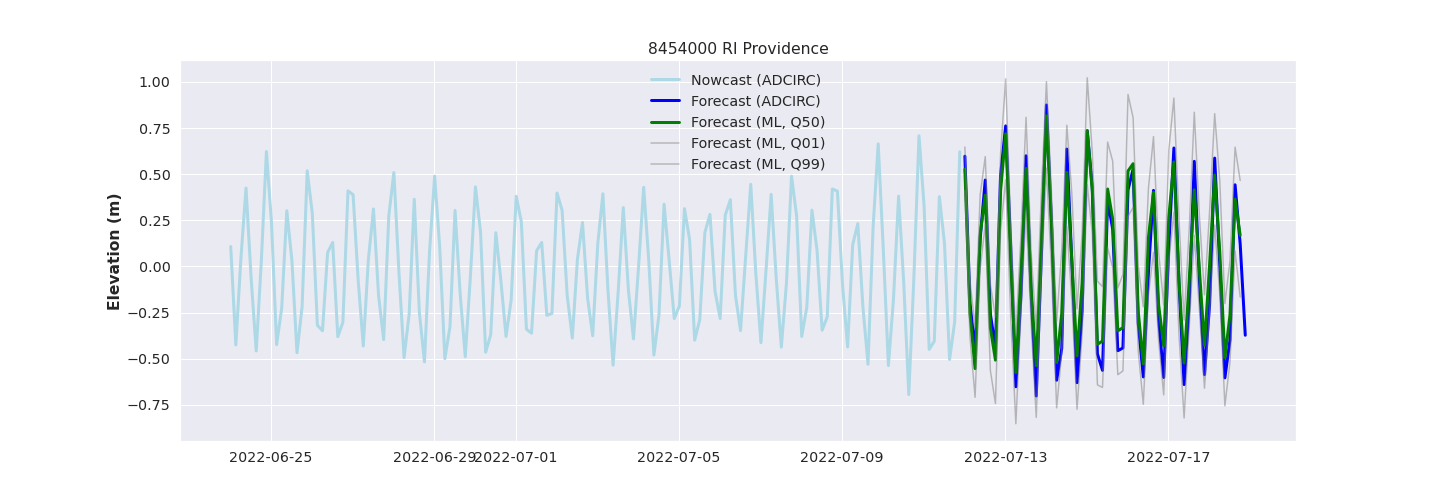 8454000 RI Providence
Nowcast (ADCIRC)
Forecast (ADCIRC)
Forecast (ML, Q50)
Forecast (ML, Q01)
Forecast (ML, Q99)
Elevation (m)
1.00
0.75
0.50
0.25
0.00
−0.25
−0.50
−0.75
2022-06-25 2022-06-29 2022-07-01 2022-07-05 2022-07-09 2022-07-13 2022-07-17